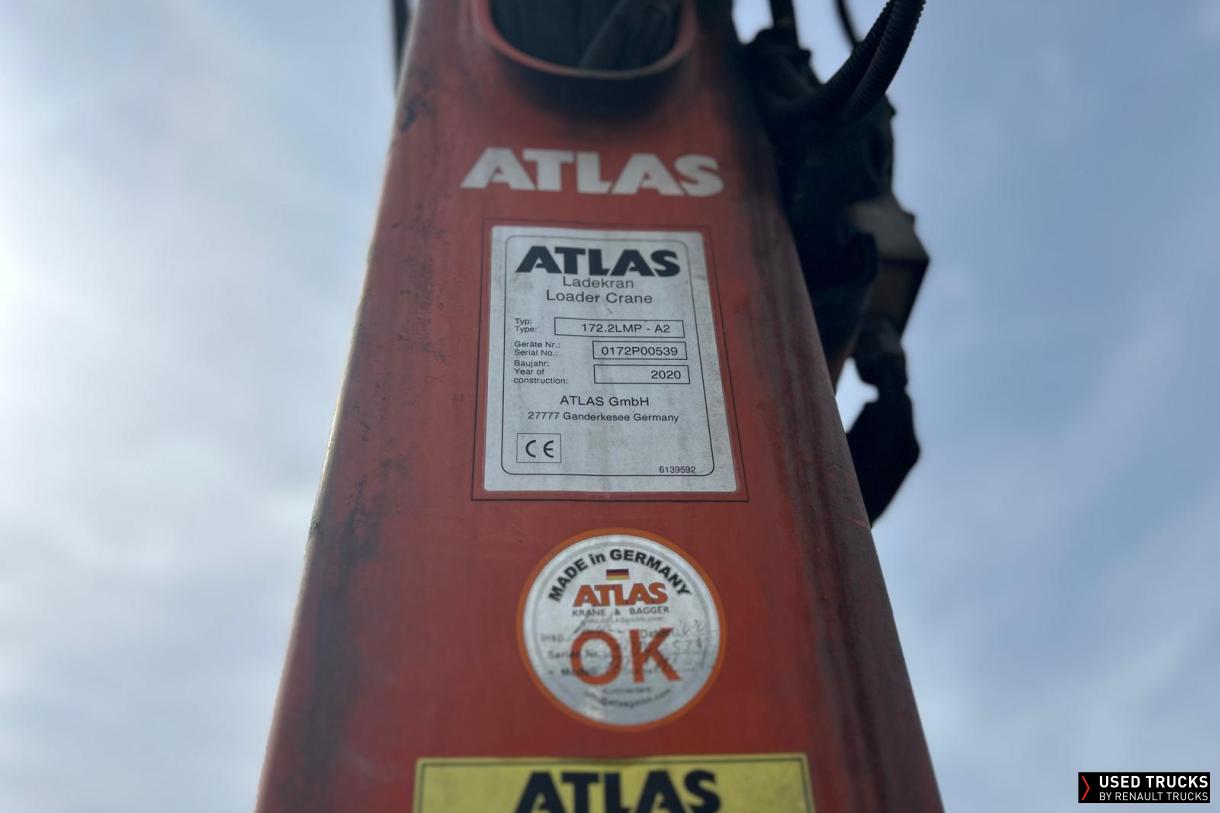 ATLAS
ATLAS
Ladekran
Loader Crane
Typ:
Type: 172.2LMP - A2
Geräte Nr.:
Serial No.: 0172P00539
Baujahr:
Year of
construction: 2020
ATLAS GmbH
27777 Ganderkesee Germany
CE
6139592
MADE in GERMANY
ATLAS
KRANE & BAGGER
Insp.
OK
ATLAS
USED TRUCKS
BY RENAULT TRUCKS